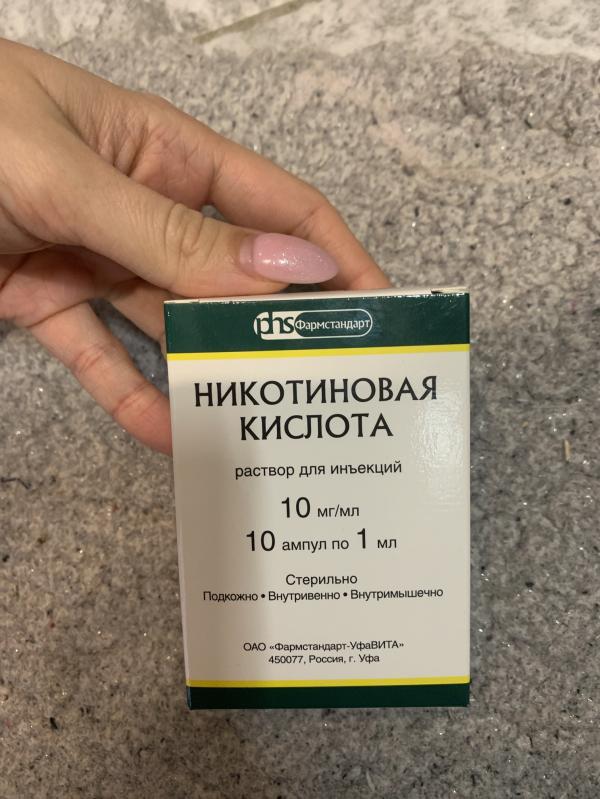 phs Фармстандарт
НИКОТИНОВАЯ
КИСЛОТА
раствор для инъекций
10 мг/мл
10 ампул по 1 мл
Стерильно
Подкожно • Внутривенно • Внутримышечно
ОАО «Фармстандарт-УфаВИТА»
450077, Россия, г. Уфа